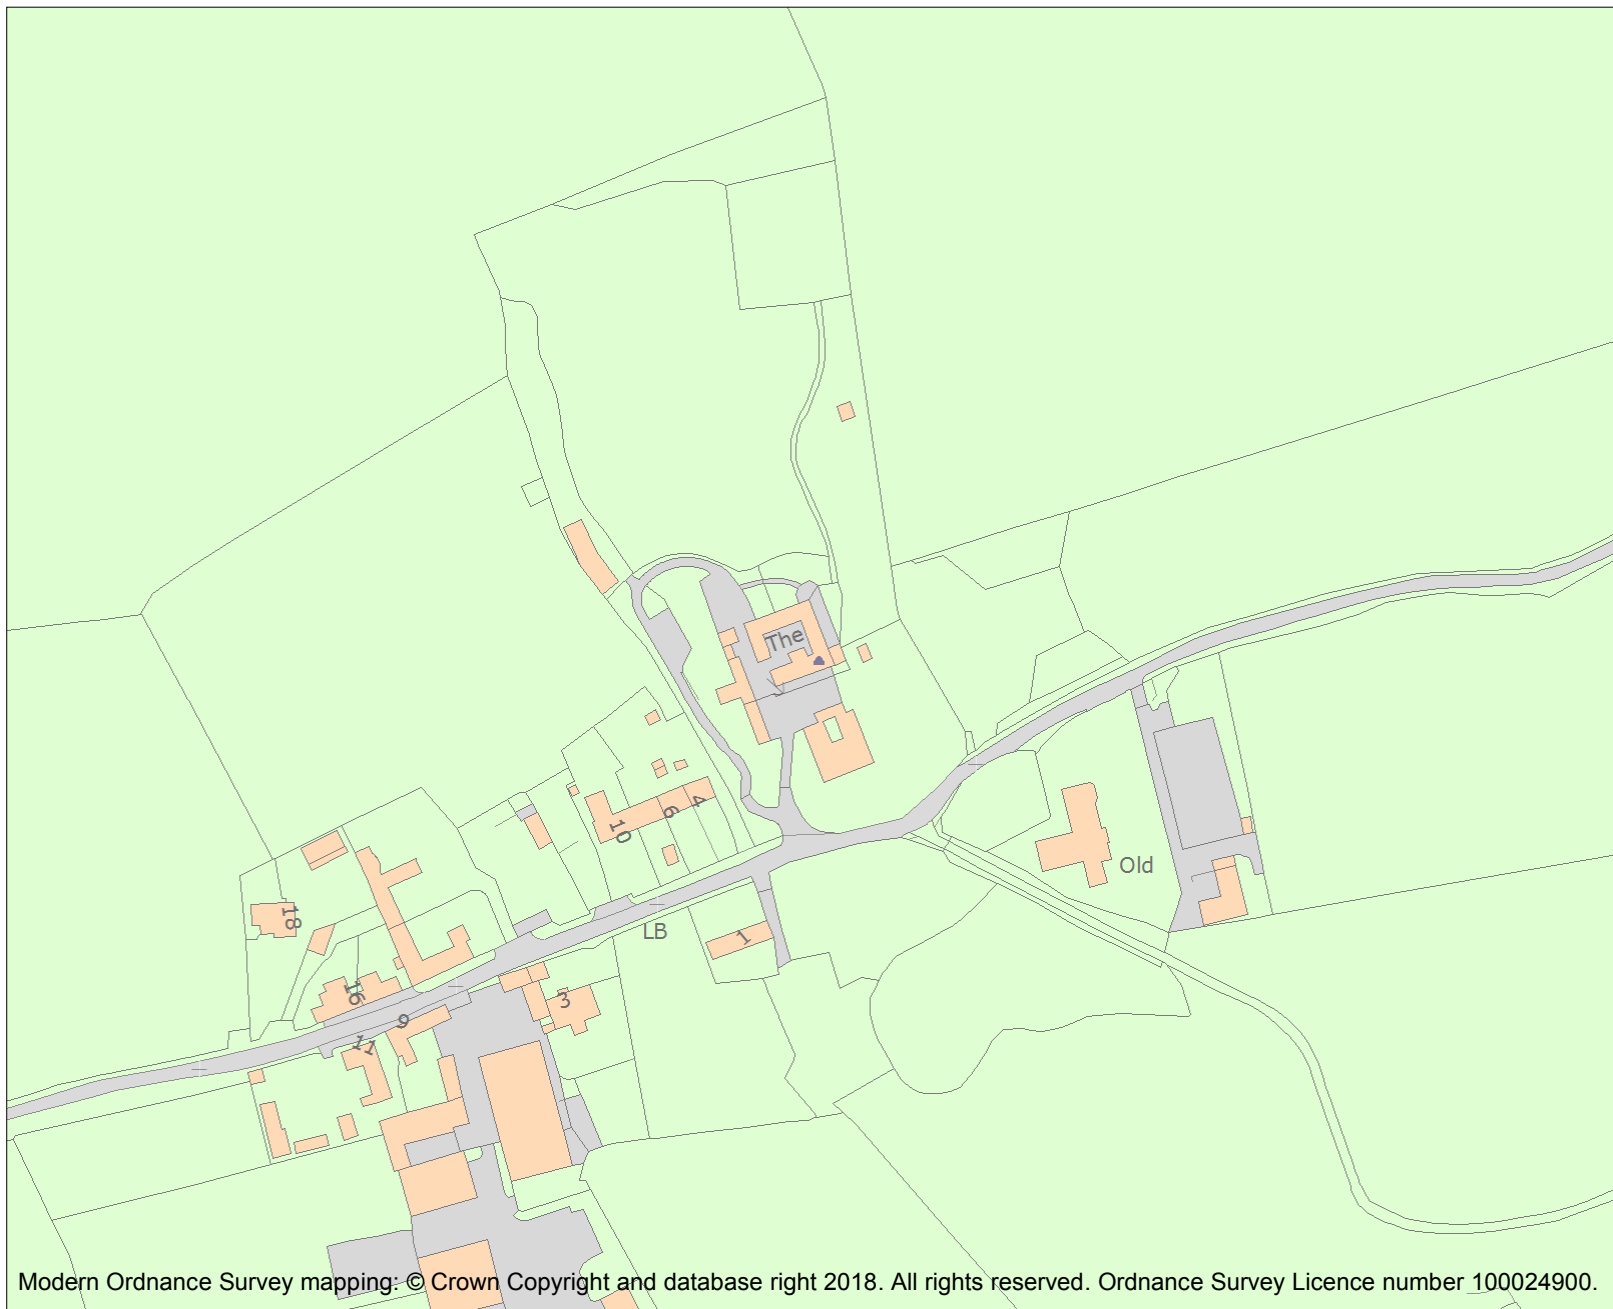 The
4
6
10
Old
18
LB
1
16
3
9
11
Modern Ordnance Survey mapping: © Crown Copyright and database right 2018. All rights reserved. Ordnance Survey Licence number 100024900.